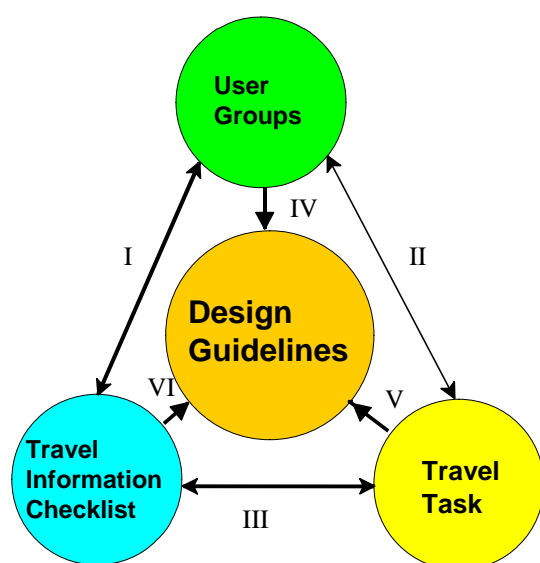 User
Groups
IV
I
II
Design
Guidelines
VI
V
Travel
Information
Checklist
Travel
Task
III